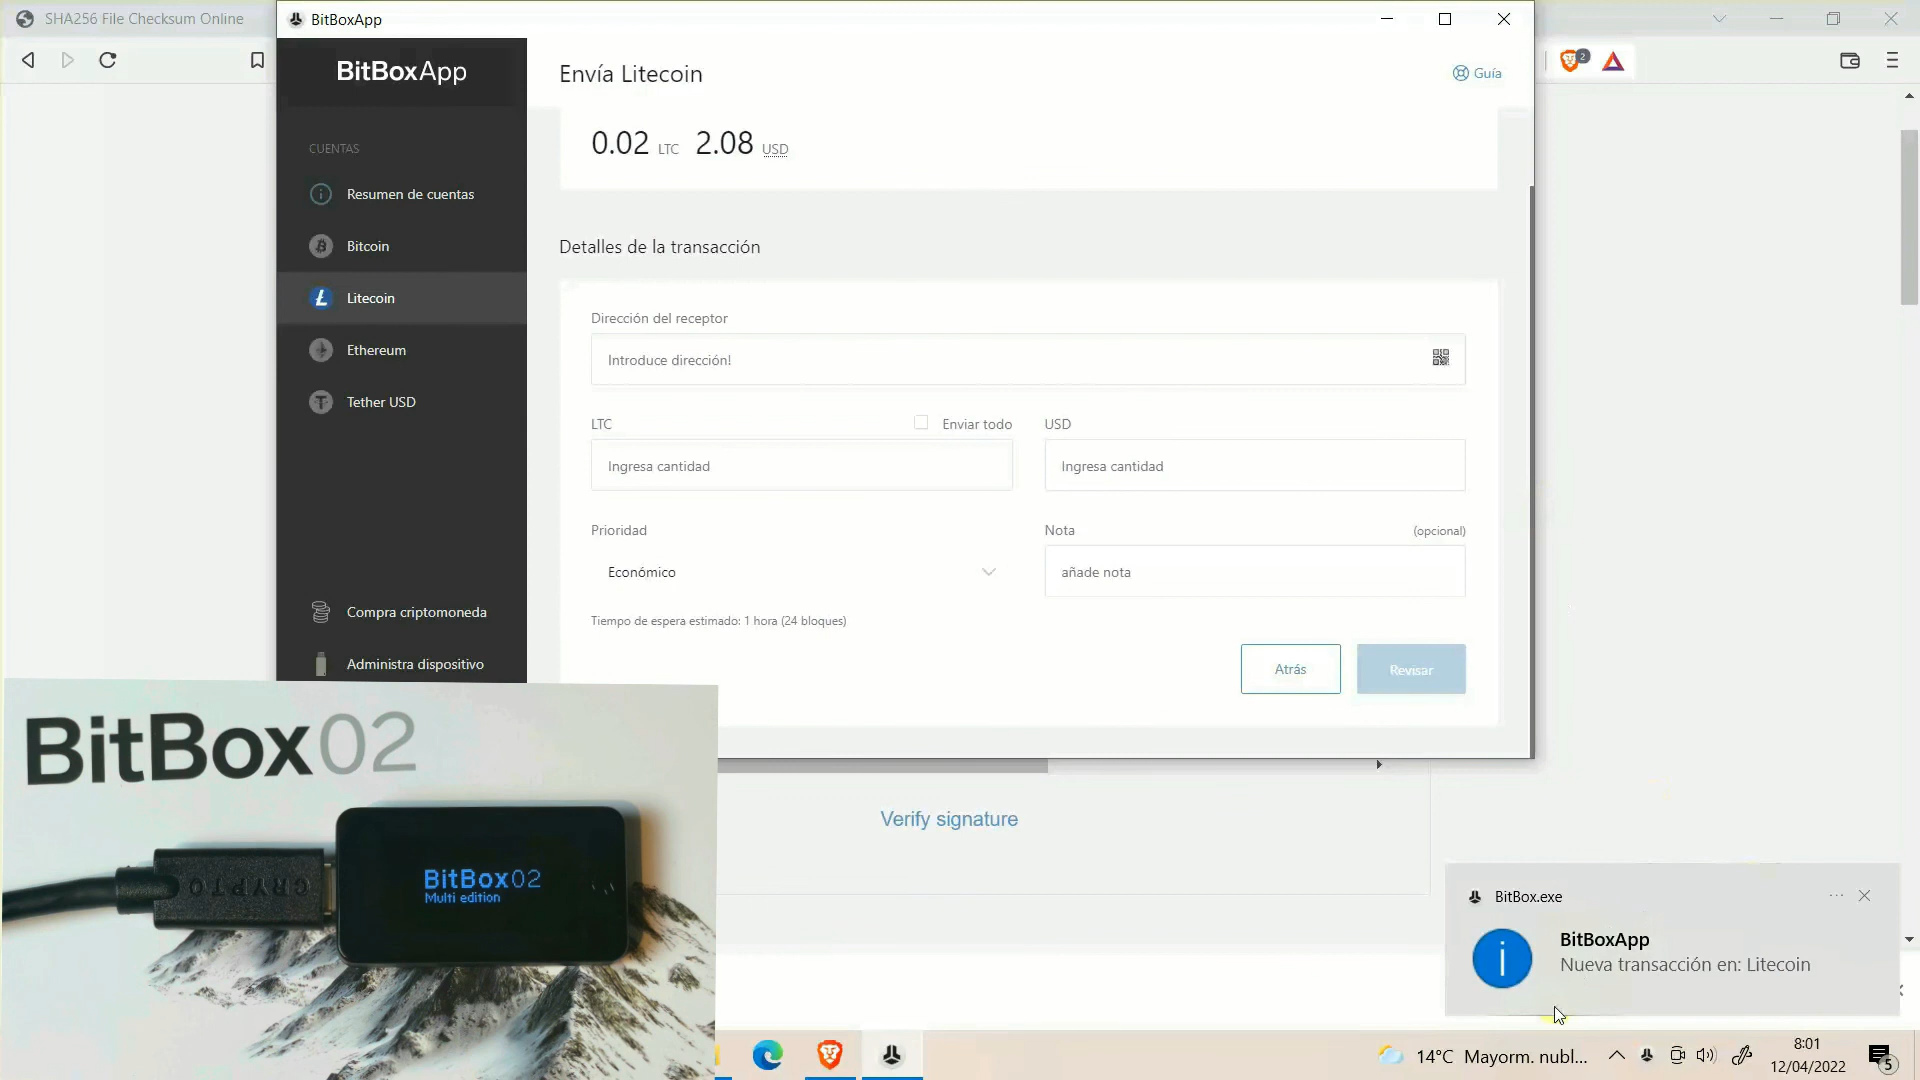 SHA256 File Checksum Online
BitBoxApp
2
BitBoxApp
Envía Litecoin
Guía
0.02 LTC 2.08 USD
CUENTAS
Resumen de cuentas
Bitcoin
Litecoin
Ethereum
Tether USD
Compra criptomoneda
Administra dispositivo
Detalles de la transacción
Dirección del receptor
Introduce dirección!
LTC
Enviar todo
USD
Ingresa cantidad
Ingresa cantidad
Prioridad
Nota
(opcional)
Económico
añade nota
Tiempo de espera estimado: 1 hora (24 bloques)
Atrás
Revisar
Verify signature
BitBox02
CRYPTO
BitBox02
Multi edition
BitBox.exe
BitBoxApp
Nueva transacción en: Litecoin
14°C Mayorm. nubl...
8:01
12/04/2022
5